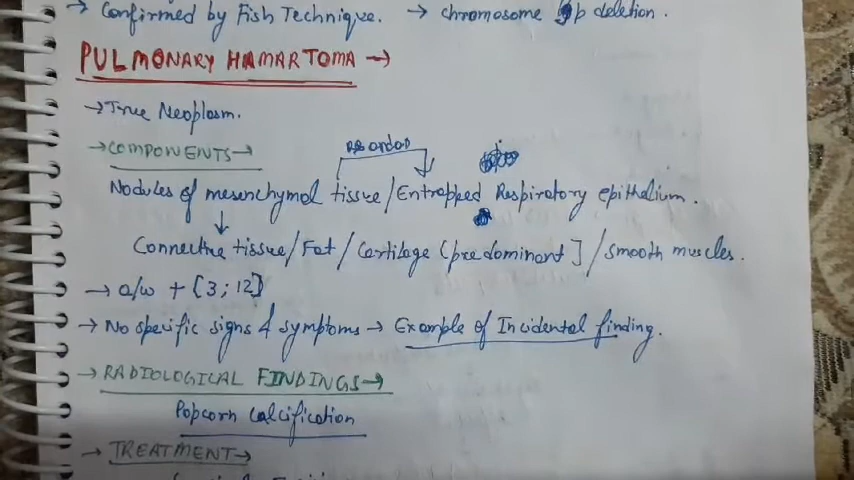 → Confirmed by Fish Technique. → chromosome 9p deletion.
PULMONARY HAMARTOMA →
→ True Neoplasm.
→ COMPONENTS →
Nodules of mesenchymal tissue / Entrapped Respiratory epithelium.
↓
Connective tissue / Fat / Cartilage (predominant] / smooth muscles.
→ a/w + [3; 12]
→ No specific signs & symptoms → Example of Incidental finding.
→ RADIOLOGICAL FINDINGS →
Popcorn calcification
→ TREATMENT →